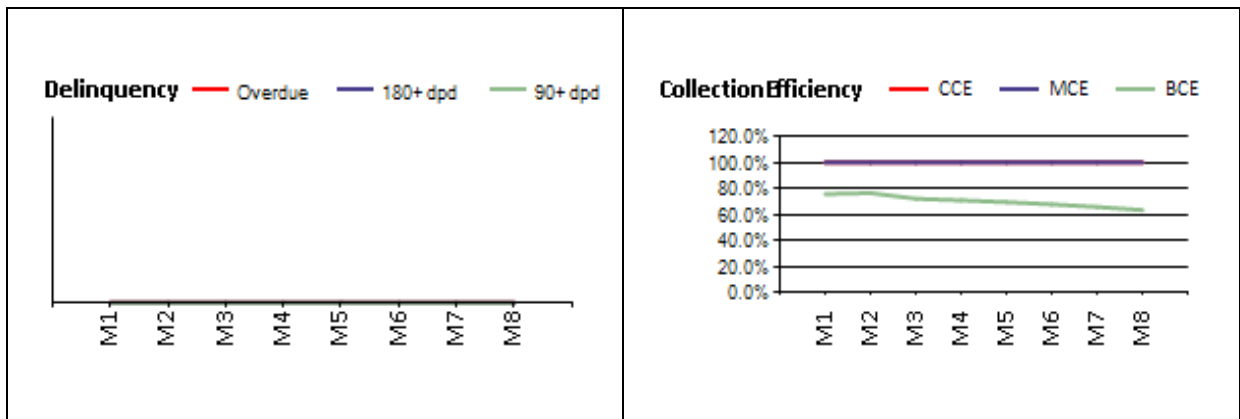 Delinquency Overdue 180+ dpd 90+ dpd
M1 M2 M3 M4 M5 M6 M7 M8
Collection Efficiency CCE MCE BCE
120.0%
100.0%
80.0%
60.0%
40.0%
20.0%
0.0%
M1 M2 M3 M4 M5 M6 M7 M8